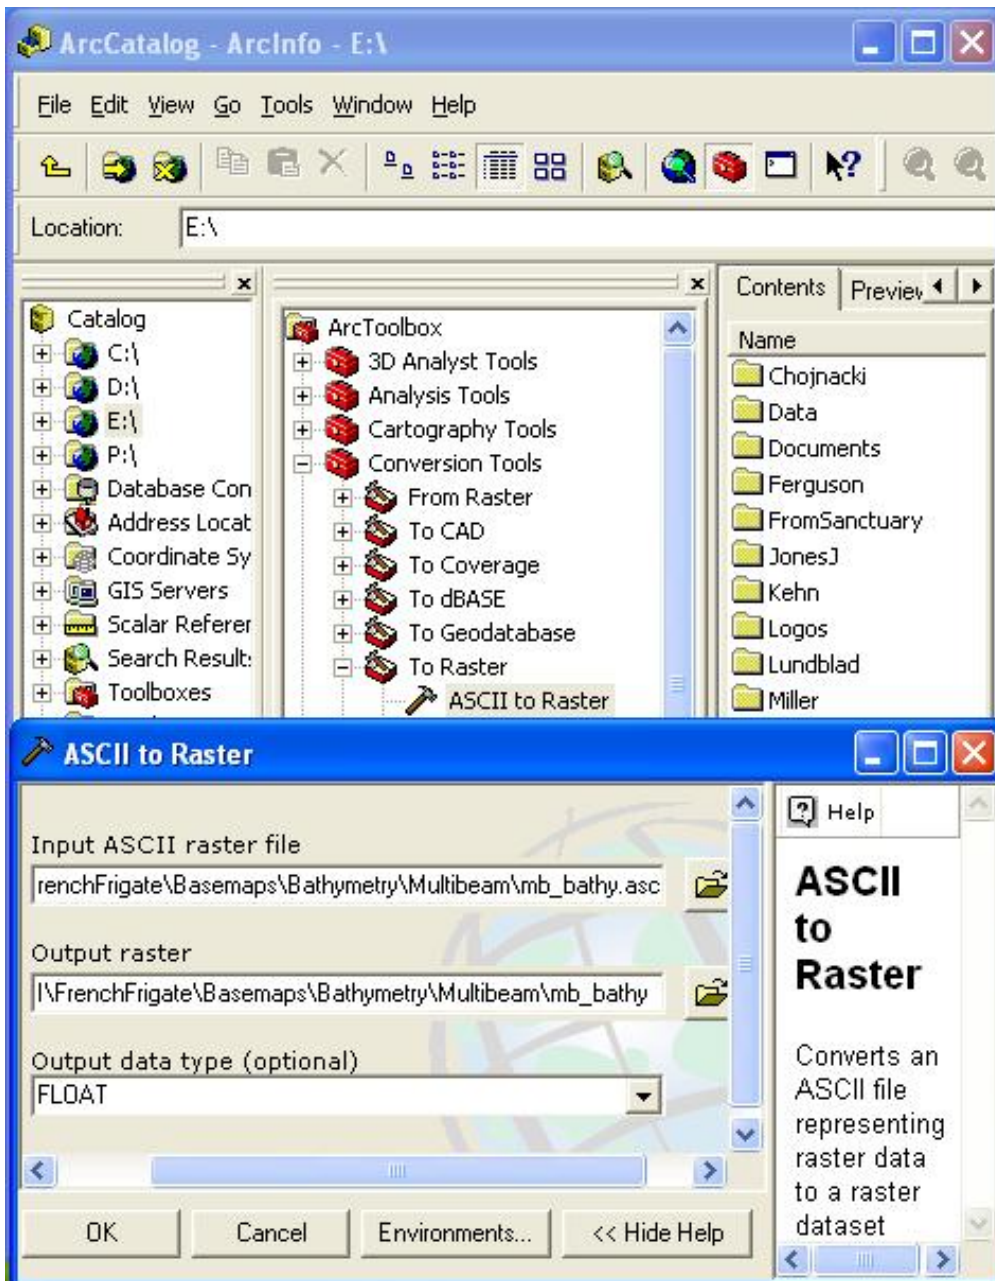 ArcCatalog - ArcInfo - E:\
File Edit View Go Tools Window Help
Location: E:\
Catalog
C:\
D:\
E:\
P:\
Database Con
Address Locat
Coordinate Sy
GIS Servers
Scalar Referer
Search Result:
Toolboxes
ArcToolbox
3D Analyst Tools
Analysis Tools
Cartography Tools
Conversion Tools
From Raster
To CAD
To Coverage
To dBASE
To Geodatabase
To Raster
ASCII to Raster
Contents Preview
Name
Chojnacki
Data
Documents
Ferguson
FromSanctuary
JonesJ
Kehn
Logos
Lundblad
Miller
ASCII to Raster
Input ASCII raster file
renchFrigate\Basemaps\Bathymetry\Multibeam\mb_bathy.asc
Output raster
l\FrenchFrigate\Basemaps\Bathymetry\Multibeam\mb_bathy
Output data type (optional)
FLOAT
OK Cancel Environments... << Hide Help
Help
ASCII
to
Raster
Converts an
ASCII file
representing
raster data
to a raster
dataset